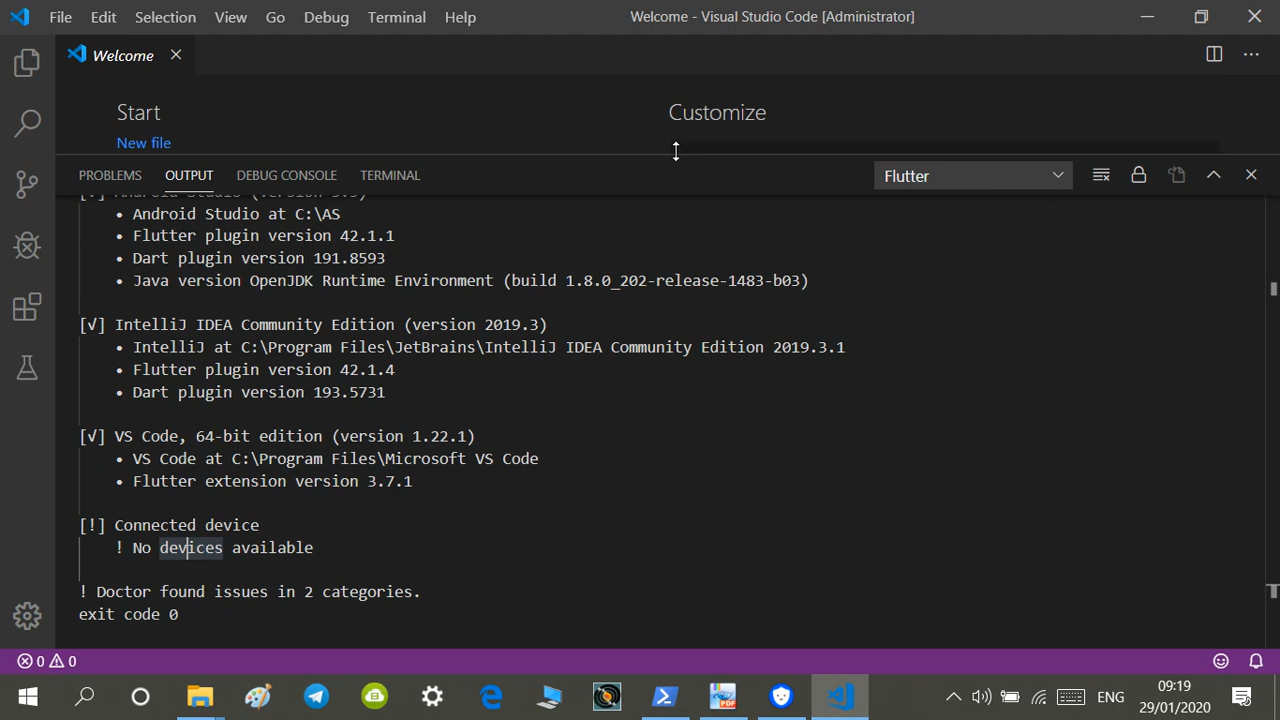 File Edit Selection View Go Debug Terminal Help Welcome - Visual Studio Code [Administrator]
Welcome
Start Customize
New file
PROBLEMS OUTPUT DEBUG CONSOLE TERMINAL Flutter
• Android Studio at C:\AS
• Flutter plugin version 42.1.1
• Dart plugin version 191.8593
• Java version OpenJDK Runtime Environment (build 1.8.0_202-release-1483-b03)
[√] IntelliJ IDEA Community Edition (version 2019.3)
• IntelliJ at C:\Program Files\JetBrains\IntelliJ IDEA Community Edition 2019.3.1
• Flutter plugin version 42.1.4
• Dart plugin version 193.5731
[√] VS Code, 64-bit edition (version 1.22.1)
• VS Code at C:\Program Files\Microsoft VS Code
• Flutter extension version 3.7.1
[!] Connected device
! No devices available
! Doctor found issues in 2 categories.
exit code 0
0 0
ENG
09:19
29/01/2020